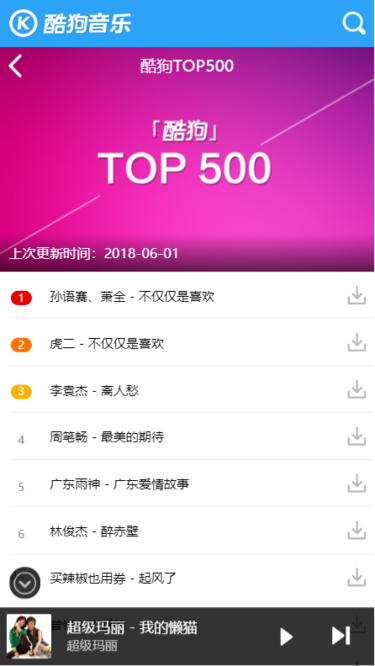 酷狗音乐
酷狗TOP500
「酷狗」
TOP 500
上次更新时间：2018-06-01
1 孙语赛、萧全 - 不仅仅是喜欢
2 虎二 - 不仅仅是喜欢
3 李袁杰 - 离人愁
4 周笔畅 - 最美的期待
5 广东雨神 - 广东爱情故事
6 林俊杰 - 醉赤壁
买辣椒也用券 - 起风了
超级玛丽 - 我的懒猫
超级玛丽